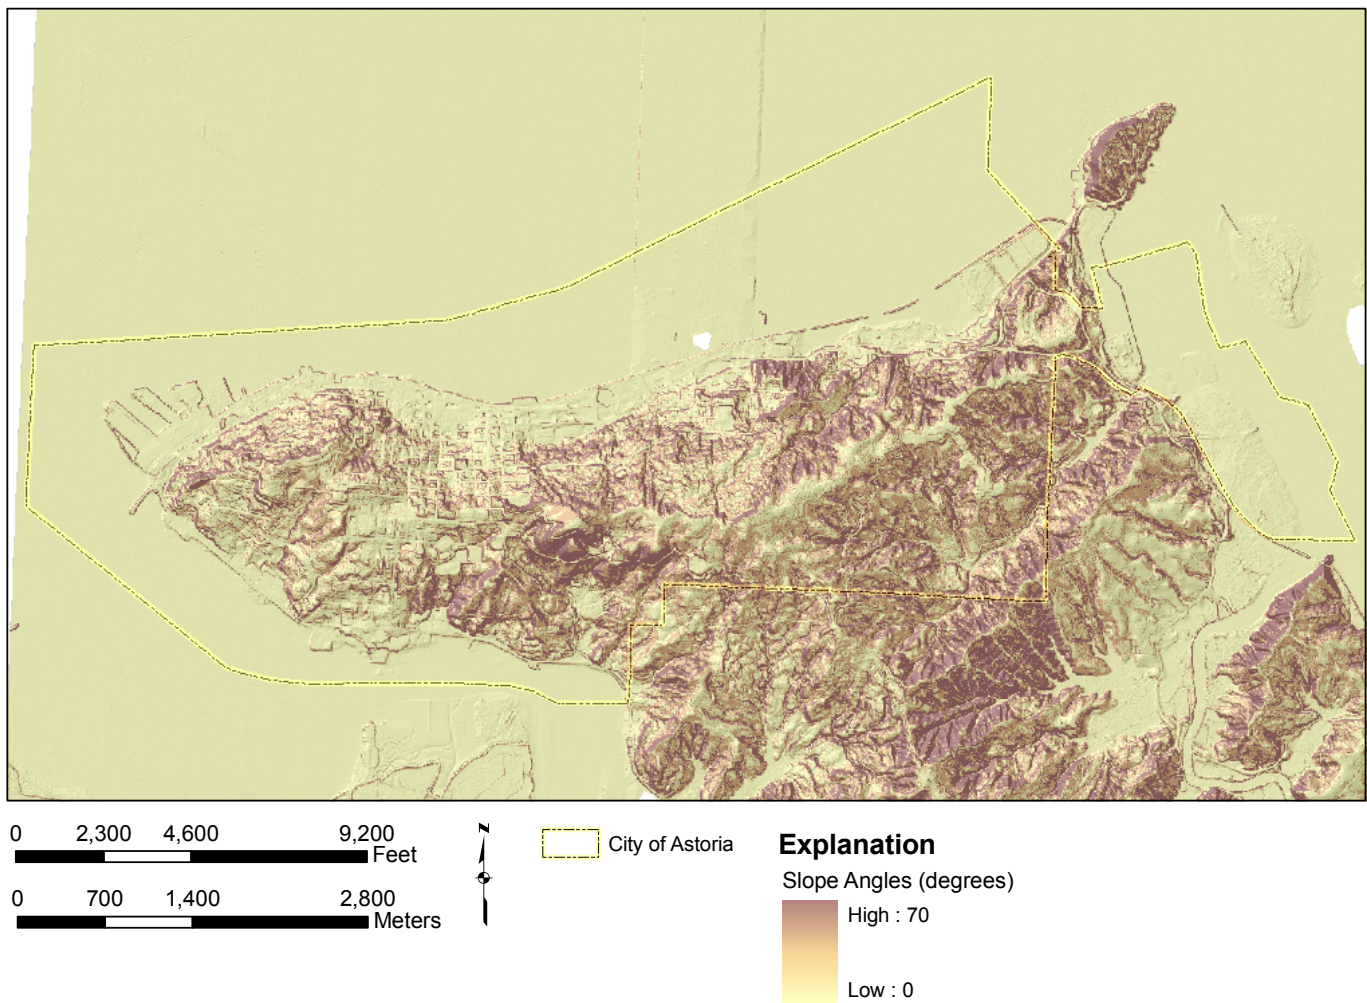 0 2,300 4,600 9,200
Feet
0 700 1,400 2,800
Meters
N
City of Astoria
Explanation
Slope Angles (degrees)
High : 70
Low : 0